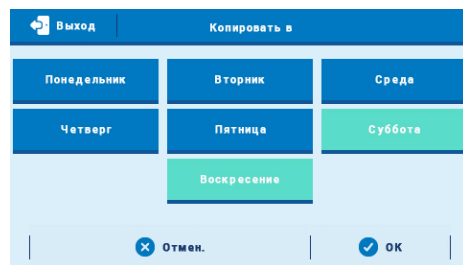 Выход
Копировать в
Понедельник Вторник Среда
Четверг Пятница Суббота
Воскресение
Отмен. ОК